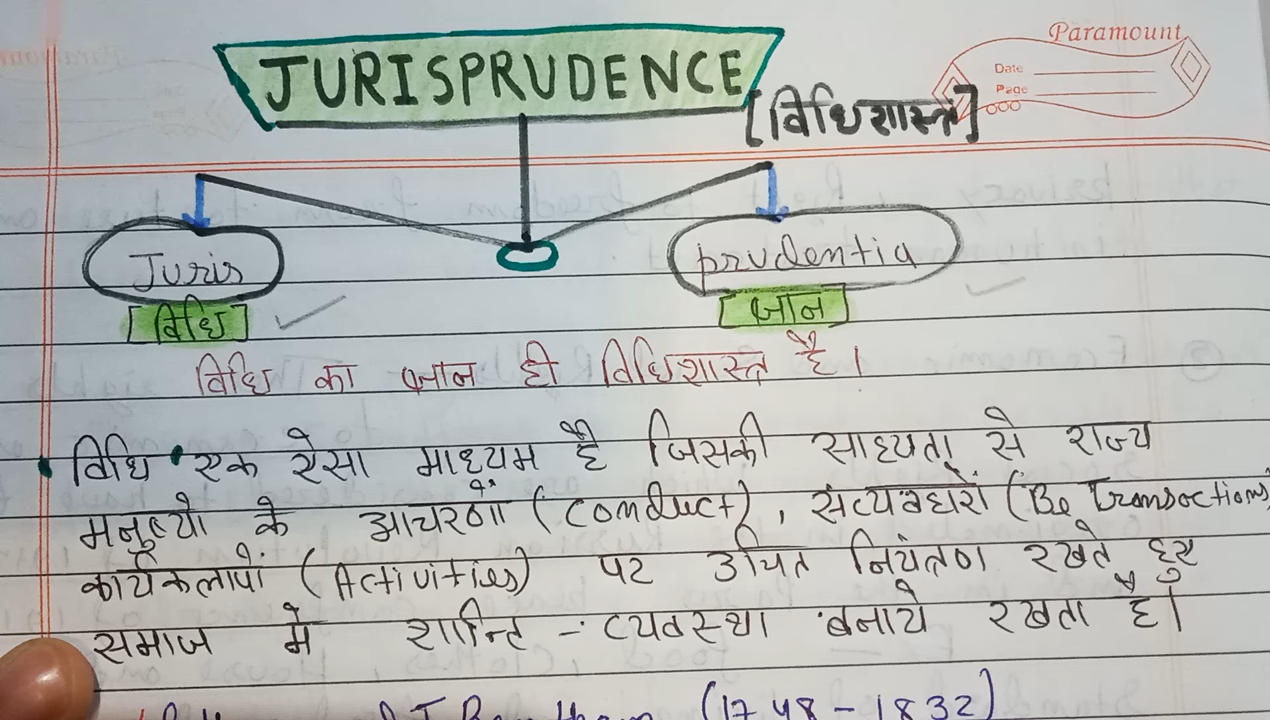 Paramount
Date
Page
JURISPRUDENCE
[विधिशास्त्र]
Juris
prudentia
[विधि]
[ज्ञान]
विधि का ज्ञान ही विधिशास्त्र है।
विधि एक ऐसा माध्यम है जिसकी साध्यता से राज्य
मनुष्यों के आचरणों (Conduct), संव्यवहारों (Transactions)
कार्यकलापों (Activities) पर उचित नियंत्रण रखते हुए
समाज में शान्ति - व्यवस्था बनाये रखता है।
(1748 - 1832)